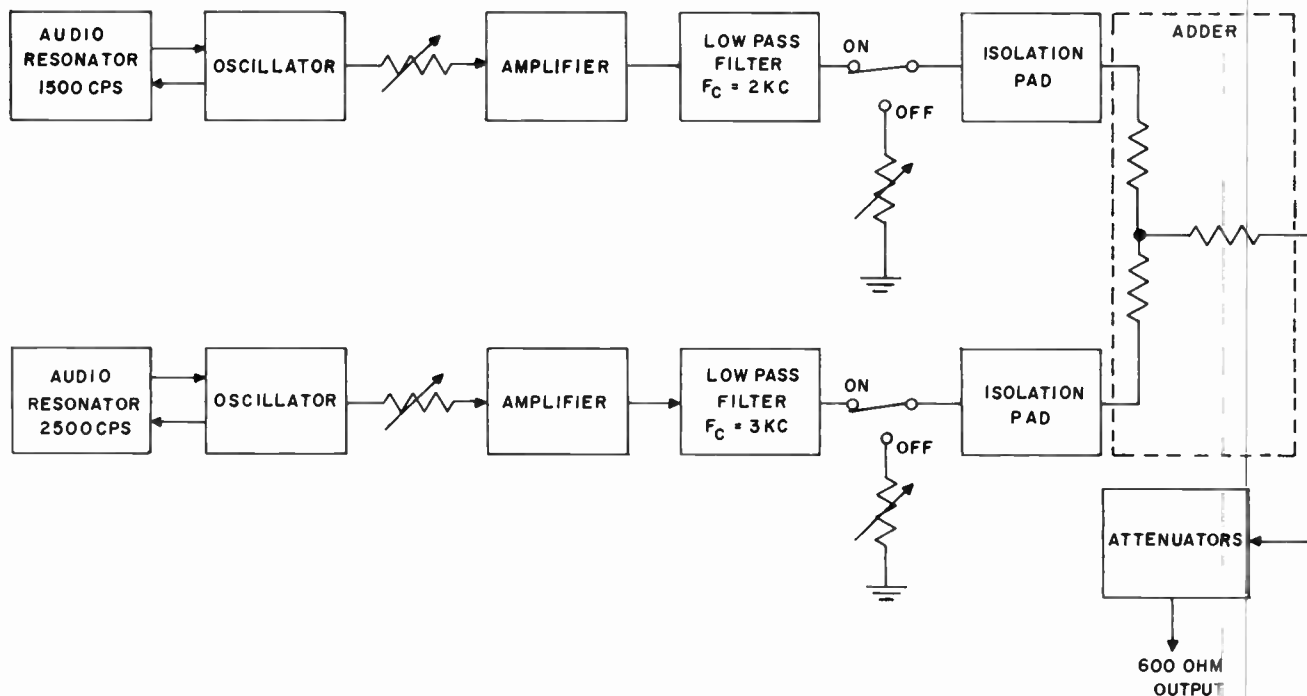 AUDIO
RESONATOR
1500 CPS
OSCILLATOR
AMPLIFIER
LOW PASS
FILTER
FC = 2 KC
ON
OFF
ISOLATION
PAD
ADDER
AUDIO
RESONATOR
2500 CPS
OSCILLATOR
AMPLIFIER
LOW PASS
FILTER
FC = 3 KC
ON
OFF
ISOLATION
PAD
ATTENUATORS
600 OHM
OUTPUT